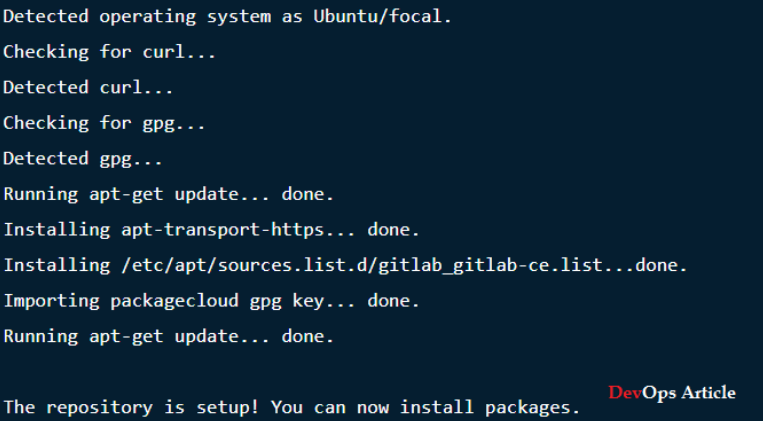 Detected operating system as Ubuntu/focal.
Checking for curl...
Detected curl...
Checking for gpg...
Detected gpg...
Running apt-get update... done.
Installing apt-transport-https... done.
Installing /etc/apt/sources.list.d/gitlab_gitlab-ce.list...done.
Importing packagecloud gpg key... done.
Running apt-get update... done.
DevOps Article
The repository is setup! You can now install packages.